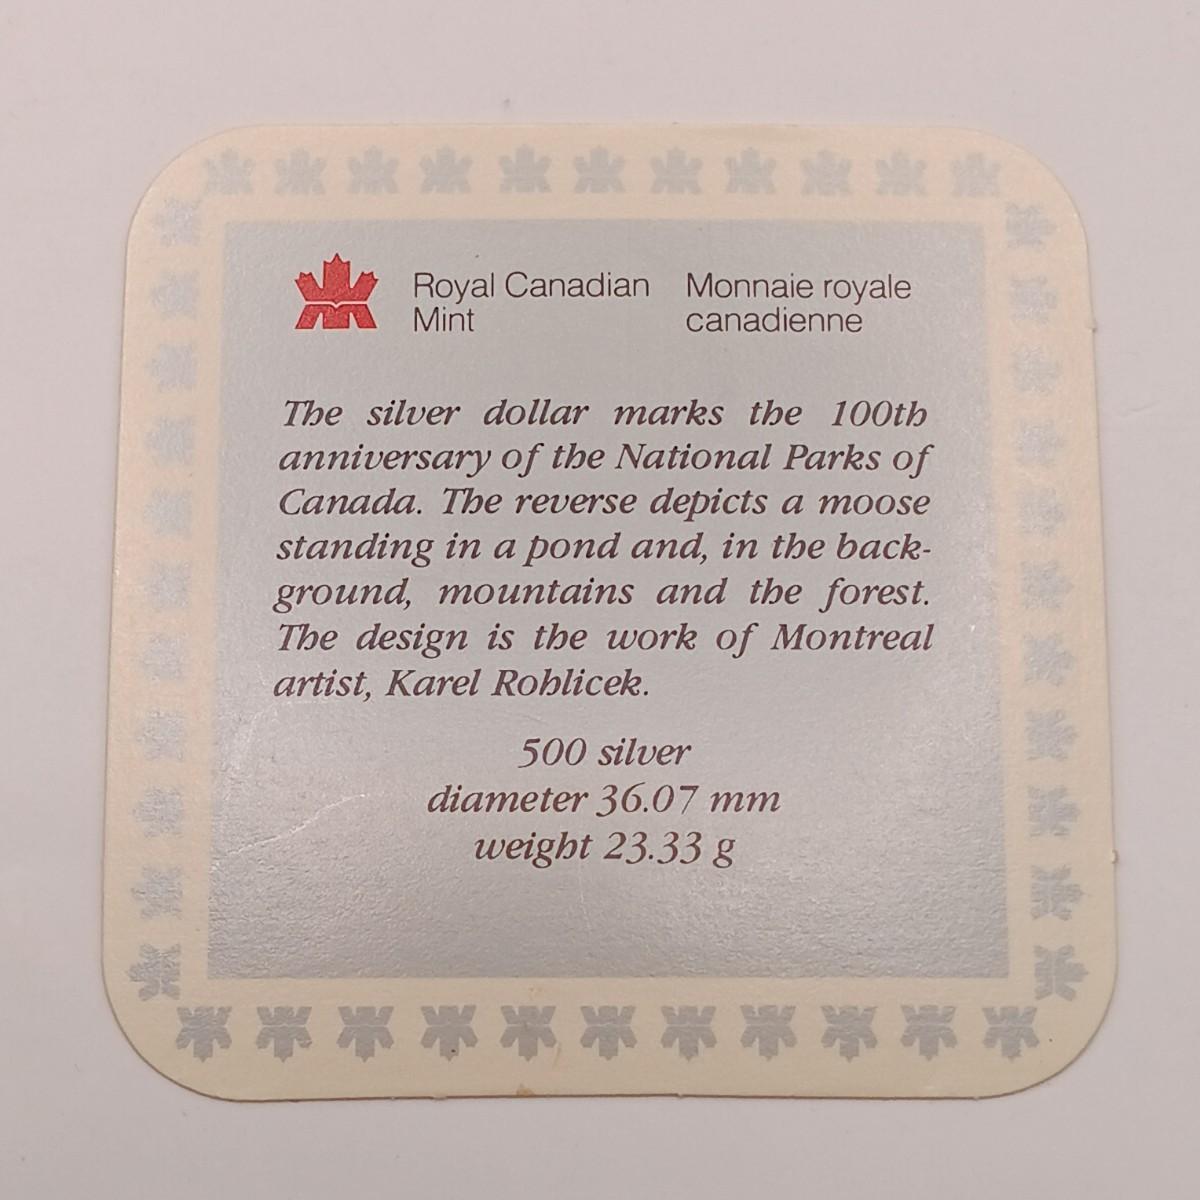 Royal Canadian Mint
Monnaie royale canadienne
The silver dollar marks the 100th
anniversary of the National Parks of
Canada. The reverse depicts a moose
standing in a pond and, in the back-
ground, mountains and the forest.
The design is the work of Montreal
artist, Karel Rohlicek.
500 silver
diameter 36.07 mm
weight 23.33 g